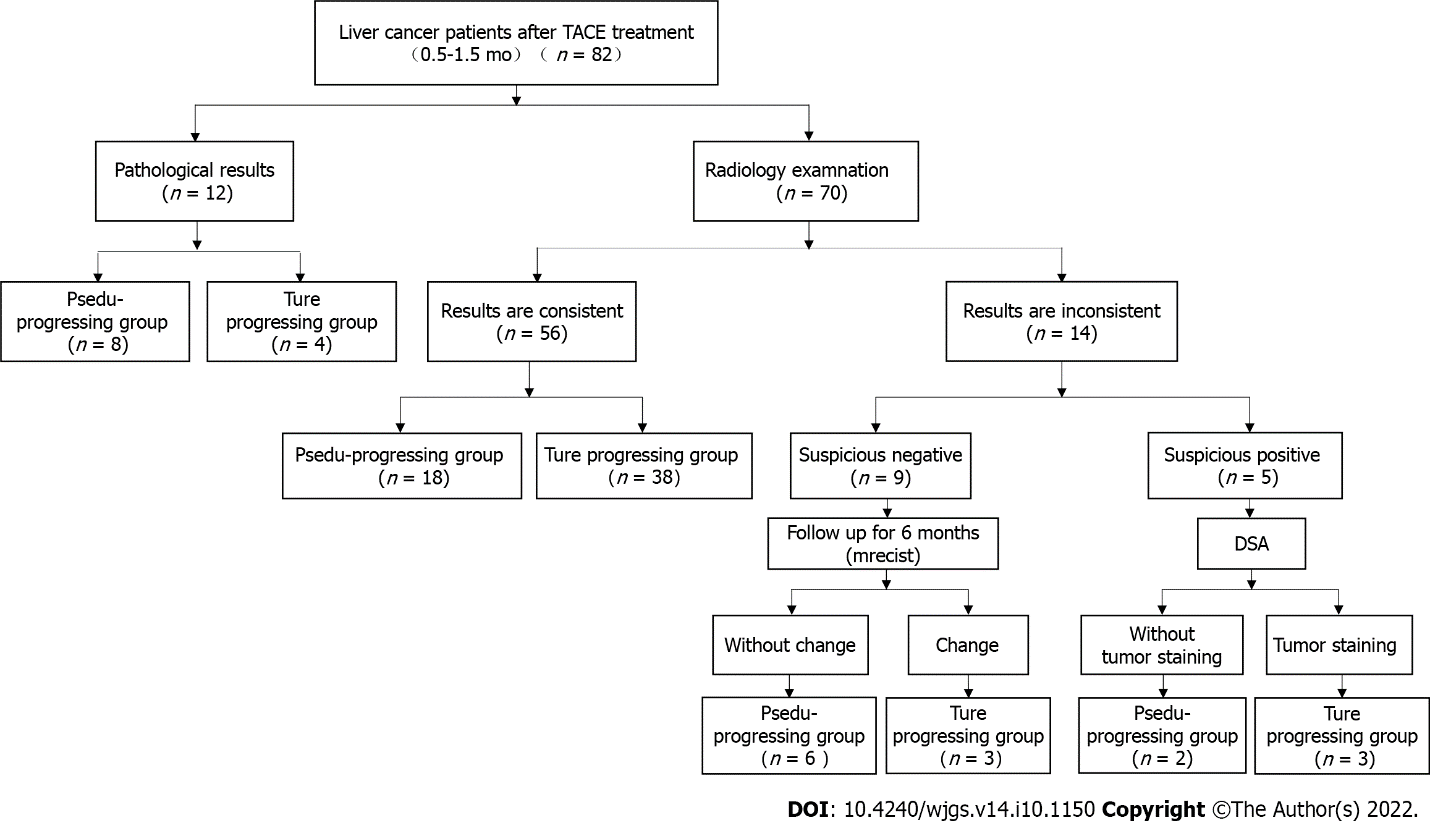 Liver cancer patients after TACE treatment
（0.5-1.5 mo）（ n = 82）
Pathological results
(n = 12)
Radiology examnation
(n = 70)
Psedu-
progressing group
(n = 8)
Ture
progressing group
(n = 4)
Results are consistent
(n = 56)
Results are inconsistent
(n = 14)
Psedu-progressing group
(n = 18)
Ture progressing group
(n = 38)
Suspicious negative
(n = 9)
Suspicious positive
(n = 5)
Follow up for 6 months
(mrecist)
DSA
Without change
Change
Without
tumor staining
Tumor staining
Psedu-
progressing group
(n = 6 )
Ture
progressing group
(n = 3)
Psedu-
progressing group
(n = 2)
Ture
progressing group
(n = 3)
DOI: 10.4240/wjgs.v14.i10.1150 Copyright ©The Author(s) 2022.